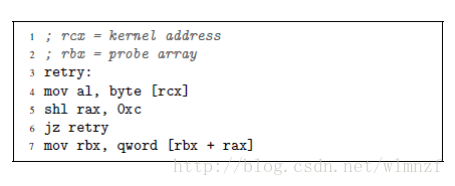 1 ; rcx = kernel address
2 ; rbx = probe array
3 retry:
4 mov al, byte [rcx]
5 shl rax, 0xc
6 jz retry
7 mov rbx, qword [rbx + rax]
http://blog.csdn.net/wlmnzf